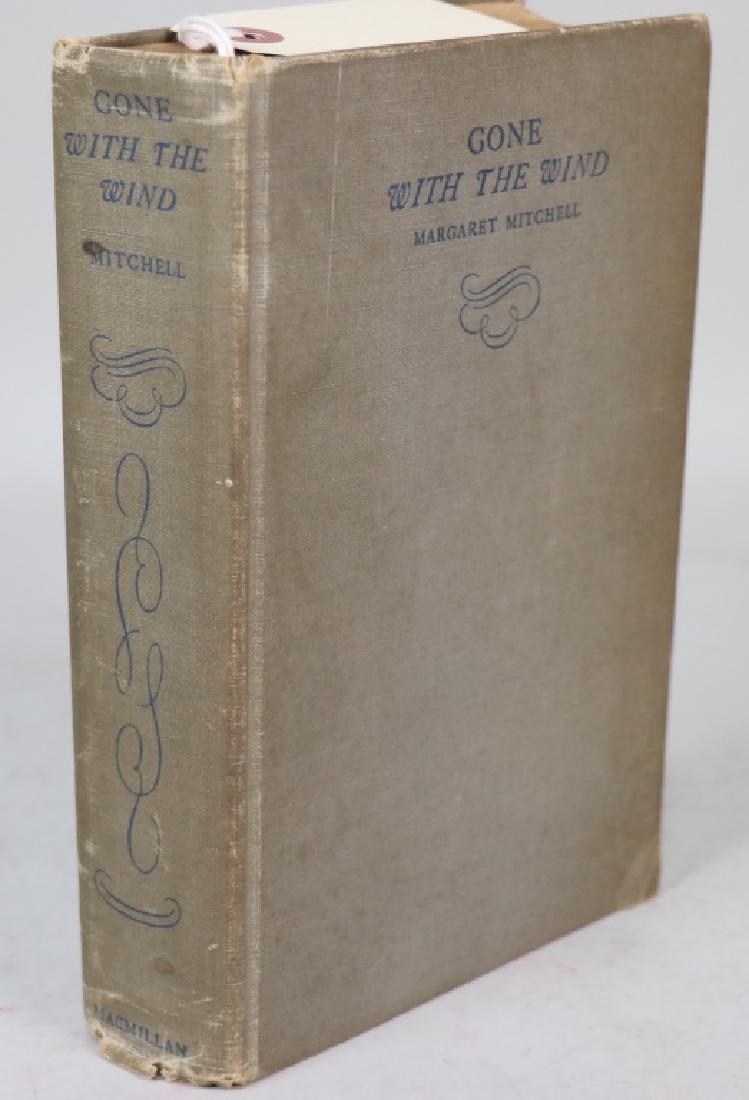 GONE
WITH THE
WIND
MITCHELL
MACMILLAN
GONE
WITH THE WIND
MARGARET MITCHELL